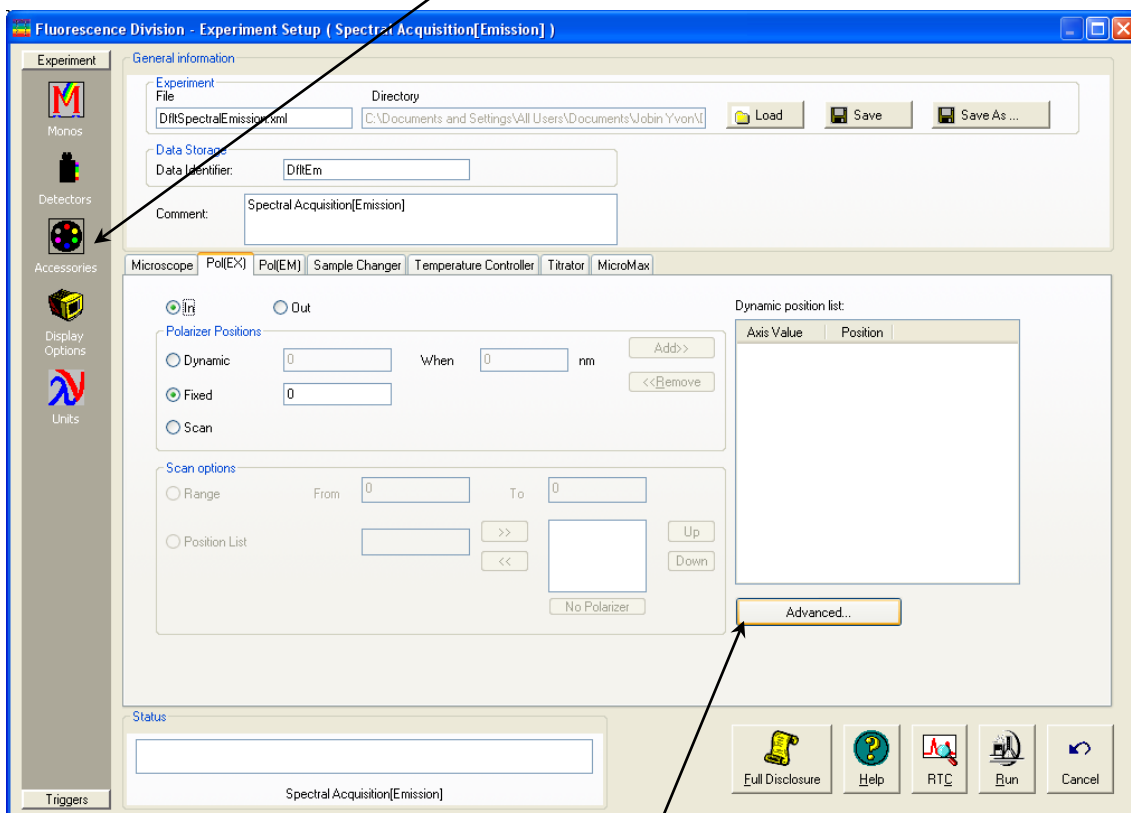 Fluorescence Division - Experiment Setup ( Spectral Acquisition[Emission] )
Experiment
Monos
Detectors
Accessories
Display
Options
Units
Triggers
General information
Experiment
File
Directory
DfltSpectralEmission.xml
C:\Documents and Settings\All Users\Documents\Jobin Yvon\
Load
Save
Save As ...
Data Storage
Data Identifier:
DfltEm
Comment:
Spectral Acquisition[Emission]
Microscope
Pol(EX)
Pol(EM)
Sample Changer
Temperature Controller
Titrator
MicroMax
In
Out
Polarizer Positions
Dynamic
0
When
0
nm
Add>>
<<Remove
Fixed
0
Scan
Scan options
Range
From
0
To
0
Position List
>>
<<
Up
Down
No Polarizer
Dynamic position list:
Axis Value
Position
Advanced...
Status
Spectral Acquisition[Emission]
Full Disclosure
Help
RTC
Run
Cancel